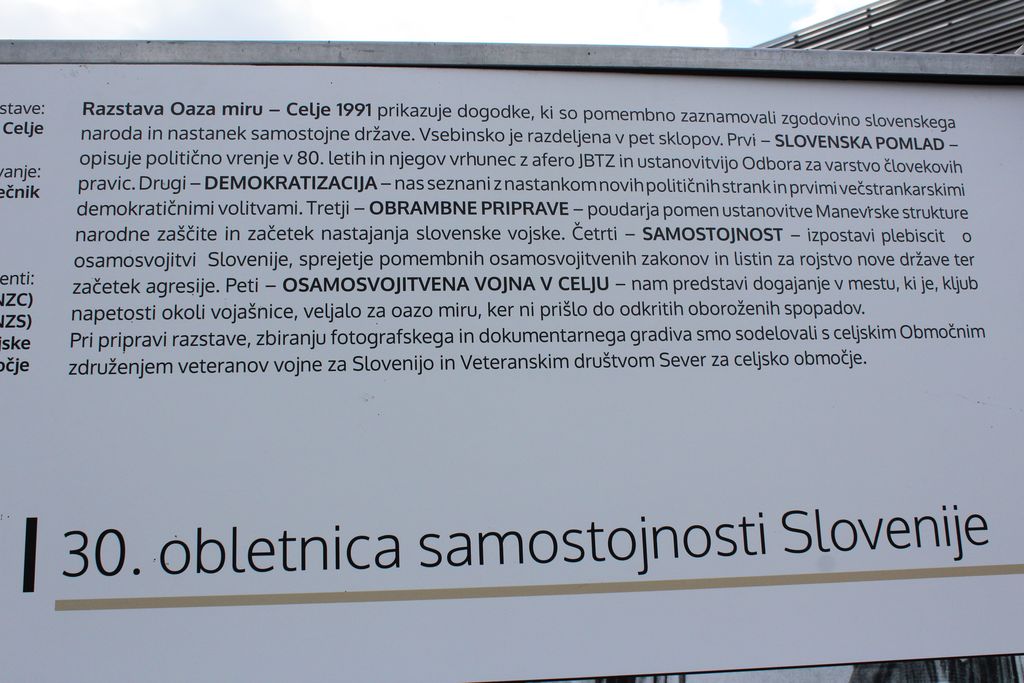 stave:
Celje
vanje:
ečnik
enti:
NZC)
NZS)
jske
očje
Razstava Oaza miru – Celje 1991 prikazuje dogodke, ki so pomembno zaznamovali zgodovino slovenskega
naroda in nastanek samostojne države. Vsebinsko je razdeljena v pet sklopov. Prvi – SLOVENSKA POMLAD –
opisuje politično vrenje v 80. letih in njegov vrhunec z afero JBTZ in ustanovitvijo Odbora za varstvo človekovih
pravic. Drugi – DEMOKRATIZACIJA – nas seznani z nastankom novih političnih strank in prvimi večstrankarskimi
demokratičnimi volitvami. Tretji – OBRAMBNE PRIPRAVE – poudarja pomen ustanovitve Manevrske strukture
narodne zaščite in začetek nastajanja slovenske vojske. Četrti – SAMOSTOJNOST – izpostavi plebiscit o
osamosvojitvi Slovenije, sprejetje pomembnih osamosvojitvenih zakonov in listin za rojstvo nove države ter
začetek agresije. Peti – OSAMOSVOJITVENA VOJNA V CELJU – nam predstavi dogajanje v mestu, ki je, kljub
napetosti okoli vojašnice, veljalo za oazo miru, ker ni prišlo do odkritih oboroženih spopadov.
Pri pripravi razstave, zbiranju fotografskega in dokumentarnega gradiva smo sodelovali s celjskim Območnim
združenjem veteranov vojne za Slovenijo in Veteranskim društvom Sever za celjsko območje.
30. obletnica samostojnosti Slovenije